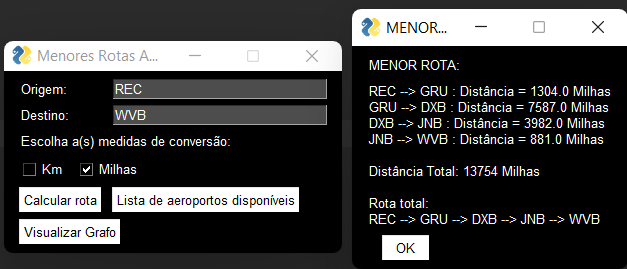 Menores Rotas A...
Origem:
REC
Destino:
WVB
Escolha a(s) medidas de conversão:
Km
Milhas
Calcular rota
Lista de aeroportos disponíveis
Visualizar Grafo
MENOR...
MENOR ROTA:
REC --> GRU : Distância = 1304.0 Milhas
GRU --> DXB : Distância = 7587.0 Milhas
DXB --> JNB : Distância = 3982.0 Milhas
JNB --> WVB : Distância = 881.0 Milhas
Distância Total: 13754 Milhas
Rota total:
REC --> GRU --> DXB --> JNB --> WVB
OK